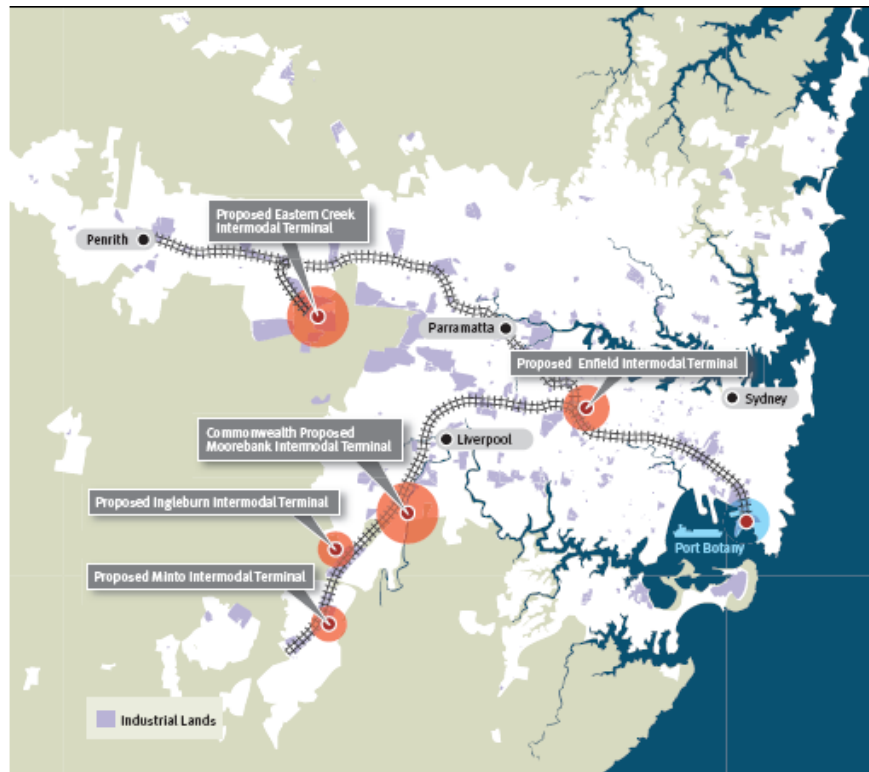 Proposed Eastern Creek
Intermodal Terminal
Penrith
Parramatta
Proposed Enfield Intermodal Terminal
Sydney
Commonwealth Proposed
Moorebank Intermodal Terminal
Liverpool
Proposed Ingleburn Intermodal Terminal
Port Botany
Proposed Minto Intermodal Terminal
Industrial Lands